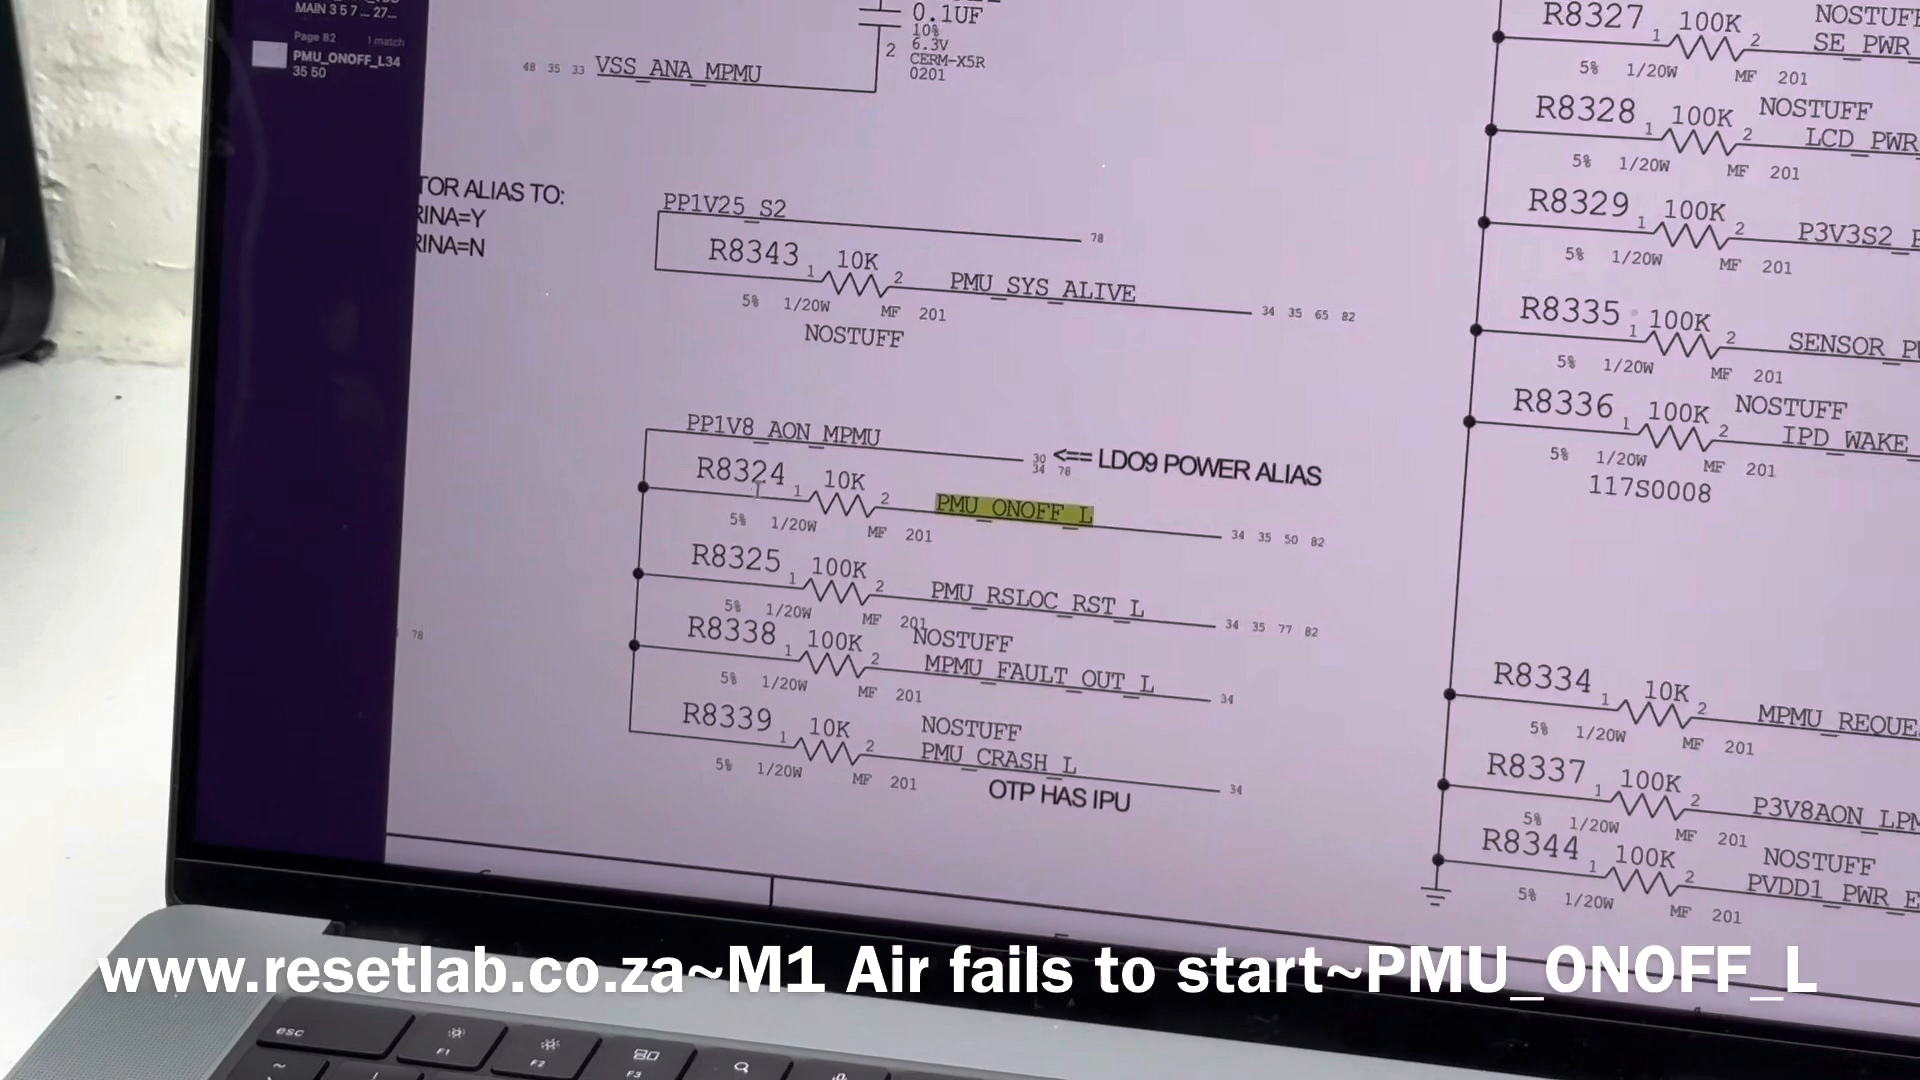 MAIN 3 5 7 ... 27...
Page 82 1 match
PMU_ONOFF_L34
35 50
0.1UF
10%
6.3V
CERM-X5R
0201
2
48 35 33 VSS_ANA_MPMU
TOR ALIAS TO:
RINA=Y
RINA=N
PP1V25_S2
78
R8343 1 10K 2 PMU_SYS_ALIVE 34 35 65 82
5% 1/20W MF 201
NOSTUFF
PP1V8_AON_MPMU
30 <== LDO9 POWER ALIAS
34 78
R8324 1 10K 2 PMU_ONOFF_L 34 35 50 82
5% 1/20W MF 201
R8325 1 100K 2 PMU_RSLOC_RST_L 34 35 77 82
5% 1/20W MF 201
78
R8338 1 100K 2 NOSTUFF
MPMU_FAULT_OUT_L 34
5% 1/20W MF 201
R8339 1 10K 2 NOSTUFF
PMU_CRASH_L 34
5% 1/20W MF 201
OTP HAS IPU
R8327 1 100K 2 NOSTUFF
SE_PWR
5% 1/20W MF 201
R8328 1 100K 2 NOSTUFF
LCD_PWR
5% 1/20W MF 201
R8329 1 100K 2 P3V3S2_P
5% 1/20W MF 201
R8335 1 100K 2 SENSOR_P
5% 1/20W MF 201
R8336 1 100K 2 NOSTUFF
IPD_WAKE_
5% 1/20W MF 201
117S0008
R8334 1 10K 2 MPMU_REQUE
5% 1/20W MF 201
R8337 1 100K 2 P3V8AON_LPM
5% 1/20W MF 201
R8344 1 100K 2 NOSTUFF
PVDD1_PWR_E
5% 1/20W MF 201
www.resetlab.co.za~M1 Air fails to start~PMU_ONOFF_L
esc
F1
F2
F3
~